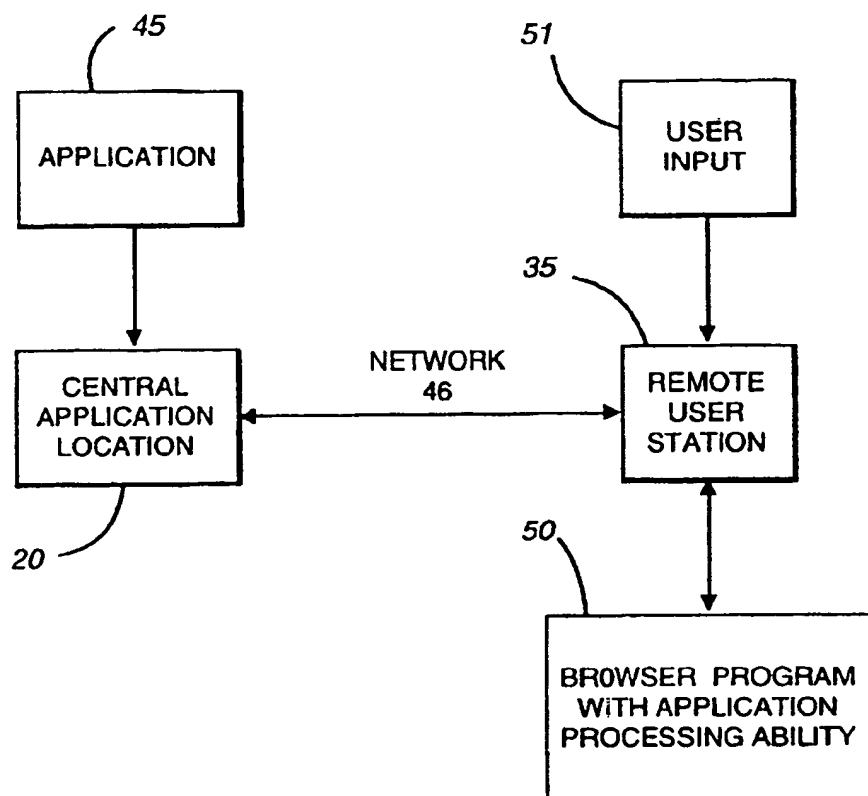 45
APPLICATION
51
USER
INPUT
CENTRAL
APPLICATION
LOCATION
20
NETWORK
46
35
REMOTE
USER
STATION
50
BROWSER PROGRAM
WiTH APPLICATION
PROCESSING ABILITY